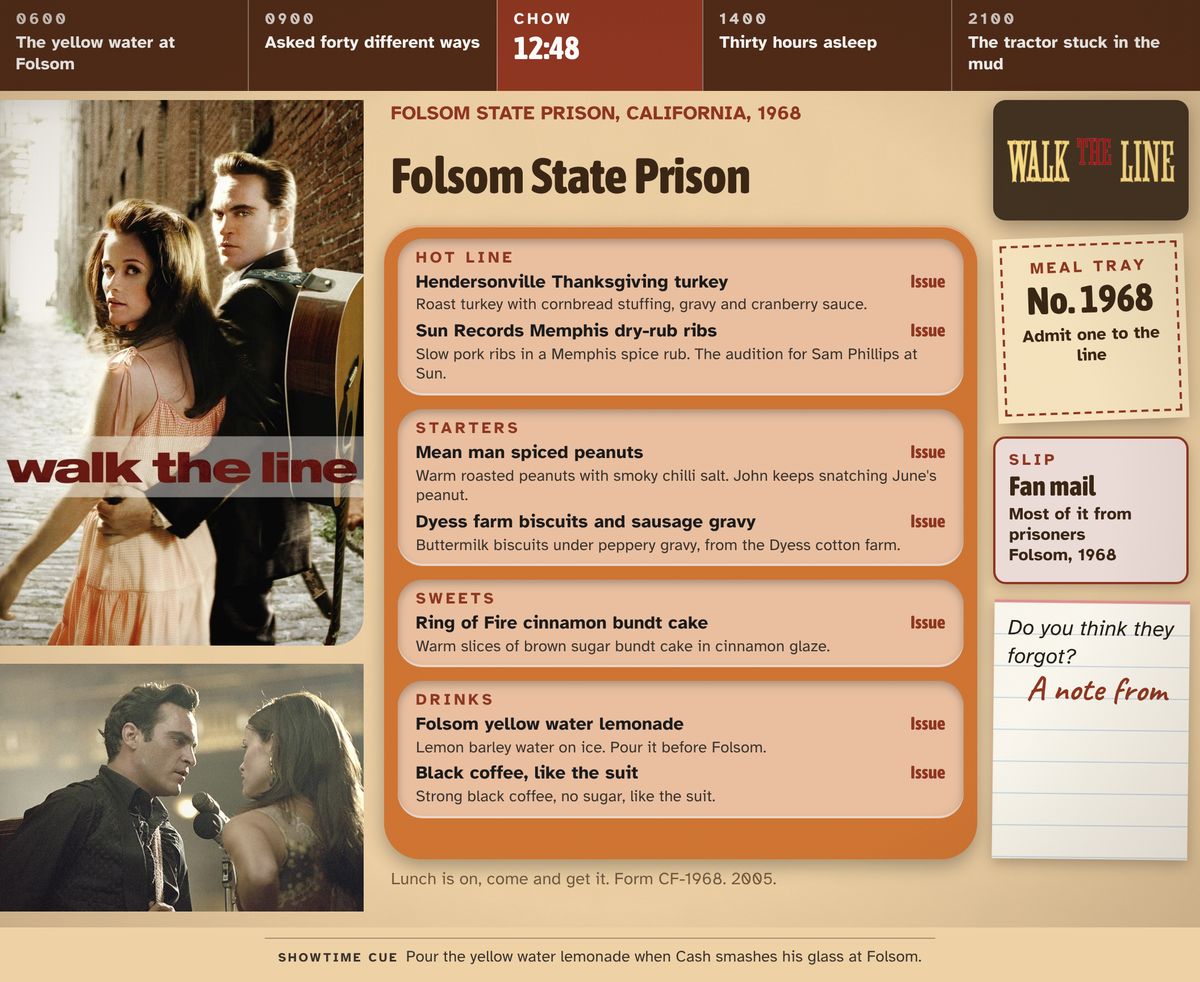 0600
The yellow water at
Folsom
0900
Asked forty different ways
CHOW
12:48
1400
Thirty hours asleep
2100
The tractor stuck in the
mud
walk the line
FOLSOM STATE PRISON, CALIFORNIA, 1968
Folsom State Prison
HOT LINE
Hendersonville Thanksgiving turkey Issue
Roast turkey with cornbread stuffing, gravy and cranberry sauce.
Sun Records Memphis dry-rub ribs Issue
Slow pork ribs in a Memphis spice rub. The audition for Sam Phillips at
Sun.
STARTERS
Mean man spiced peanuts Issue
Warm roasted peanuts with smoky chilli salt. John keeps snatching June's
peanut.
Dyess farm biscuits and sausage gravy Issue
Buttermilk biscuits under peppery gravy, from the Dyess cotton farm.
SWEETS
Ring of Fire cinnamon bundt cake Issue
Warm slices of brown sugar bundt cake in cinnamon glaze.
DRINKS
Folsom yellow water lemonade Issue
Lemon barley water on ice. Pour it before Folsom.
Black coffee, like the suit Issue
Strong black coffee, no sugar, like the suit.
Lunch is on, come and get it. Form CF-1968. 2005.
WALK THE LINE
MEAL TRAY
No. 1968
Admit one to the
line
SLIP
Fan mail
Most of it from
prisoners
Folsom, 1968
Do you think they
forgot?
A note from
SHOWTIME CUE Pour the yellow water lemonade when Cash smashes his glass at Folsom.